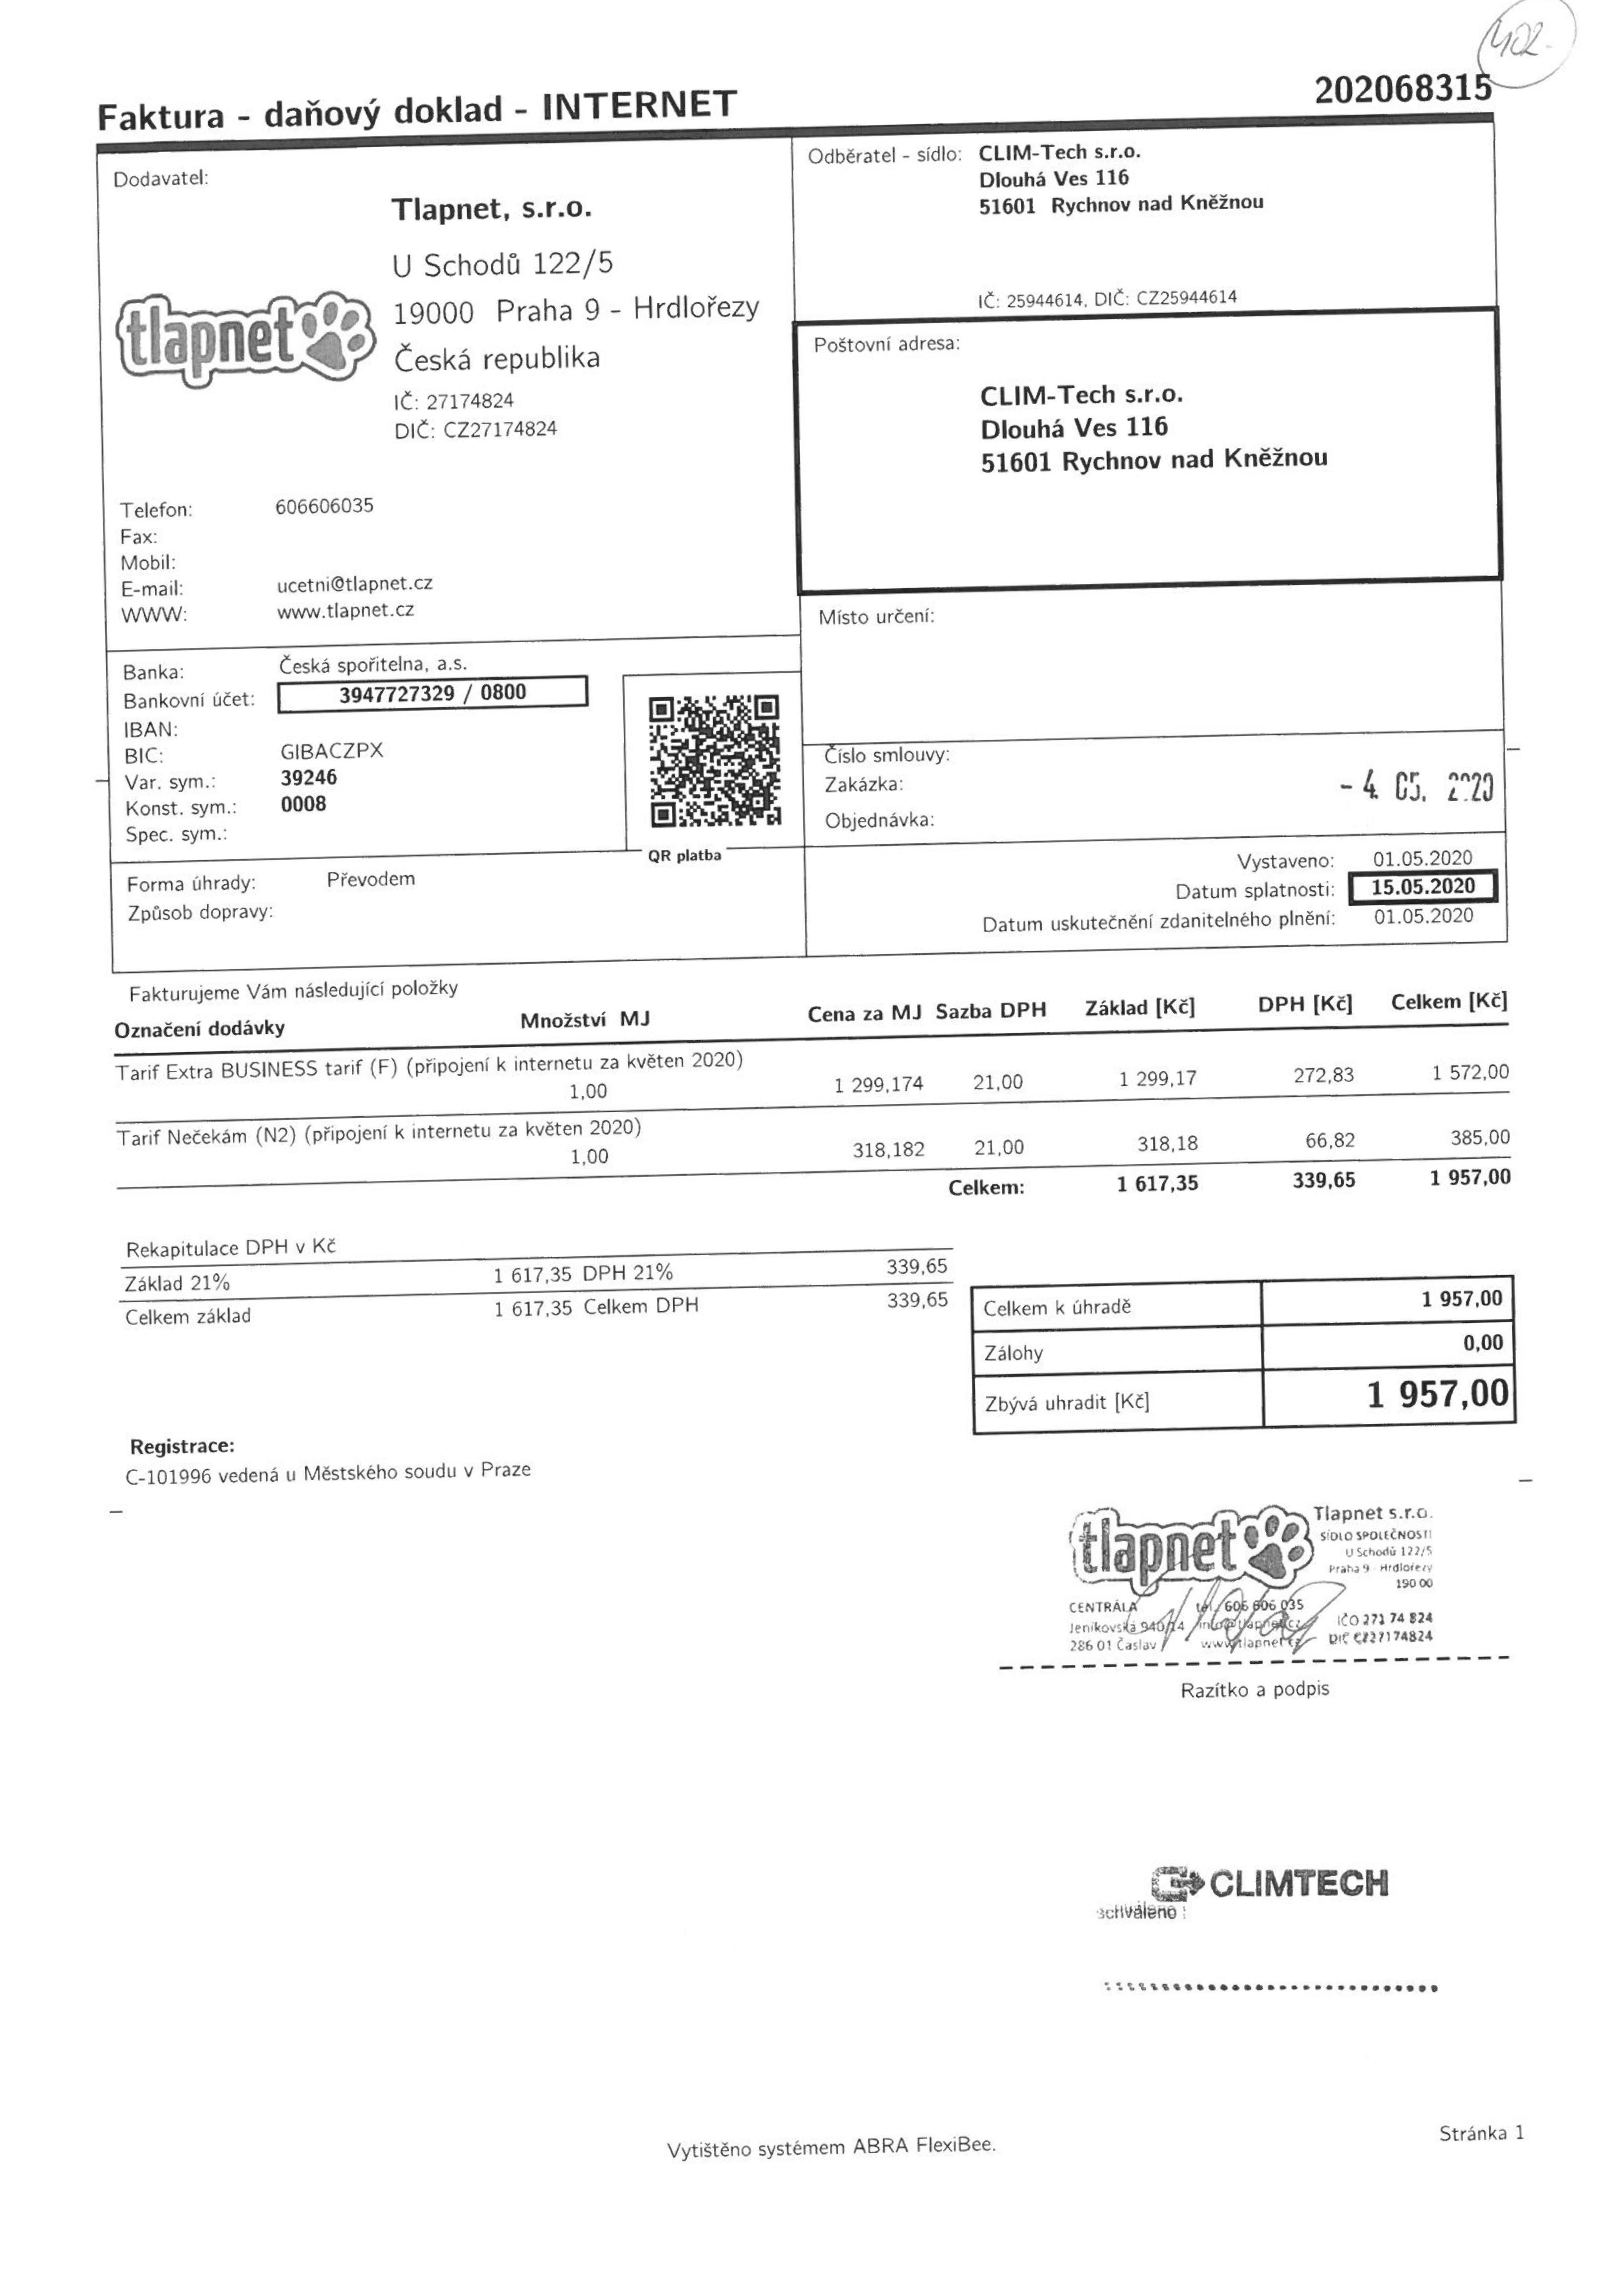 402-
Faktura - daňový doklad - INTERNET
202068315
Dodavatel:
Tlapnet, s.r.o.
U Schodů 122/5
19000 Praha 9 - Hrdlořezy
Česká republika
IČ: 27174824
DIČ: CZ27174824
tlapnet
Telefon: 606606035
Fax:
Mobil:
E-mail: ucetni@tlapnet.cz
WWW: www.tlapnet.cz
Odběratel - sídlo: CLIM-Tech s.r.o.
Dlouhá Ves 116
51601 Rychnov nad Kněžnou
IČ: 25944614, DIČ: CZ25944614
Poštovní adresa:
CLIM-Tech s.r.o.
Dlouhá Ves 116
51601 Rychnov nad Kněžnou
Místo určení:
Banka: Česká spořitelna, a.s.
Bankovní účet: 3947727329 / 0800
IBAN:
BIC: GIBACZPX
Var. sym.: 39246
Konst. sym.: 0008
Spec. sym.:
QR platba
Číslo smlouvy:
Zakázka:
Objednávka:
- 4. 05. 2020
Forma úhrady: Převodem
Způsob dopravy:
Vystaveno: 01.05.2020
Datum splatnosti: 15.05.2020
Datum uskutečnění zdanitelného plnění: 01.05.2020
Fakturujeme Vám následující položky
Označení dodávky Množství MJ Cena za MJ Sazba DPH Základ [Kč] DPH [Kč] Celkem [Kč]
Tarif Extra BUSINESS tarif (F) (připojení k internetu za květen 2020)
1,00 1 299,174 21,00 1 299,17 272,83 1 572,00
Tarif Nečekám (N2) (připojení k internetu za květen 2020)
1,00 318,182 21,00 318,18 66,82 385,00
Celkem: 1 617,35 339,65 1 957,00
Rekapitulace DPH v Kč
Základ 21% 1 617,35 DPH 21% 339,65
Celkem základ 1 617,35 Celkem DPH 339,65
Celkem k úhradě 1 957,00
Zálohy 0,00
Zbývá uhradit [Kč] 1 957,00
Registrace:
C-101996 vedená u Městského soudu v Praze
tlapnet
Tlapnet s.r.o.
SÍDLO SPOLEČNOSTI
U Schodů 122/5
Praha 9 - Hrdlořezy
190 00
CENTRÁLA tel. 606 606 035
Jeníkovská 940/14 info@tlapnet.cz IČO 271 74 824
286 01 Čáslav www.tlapnet.cz DIČ CZ27174824
Razítko a podpis
CLIMTECH
schváleno :
Vytištěno systémem ABRA FlexiBee.
Stránka 1